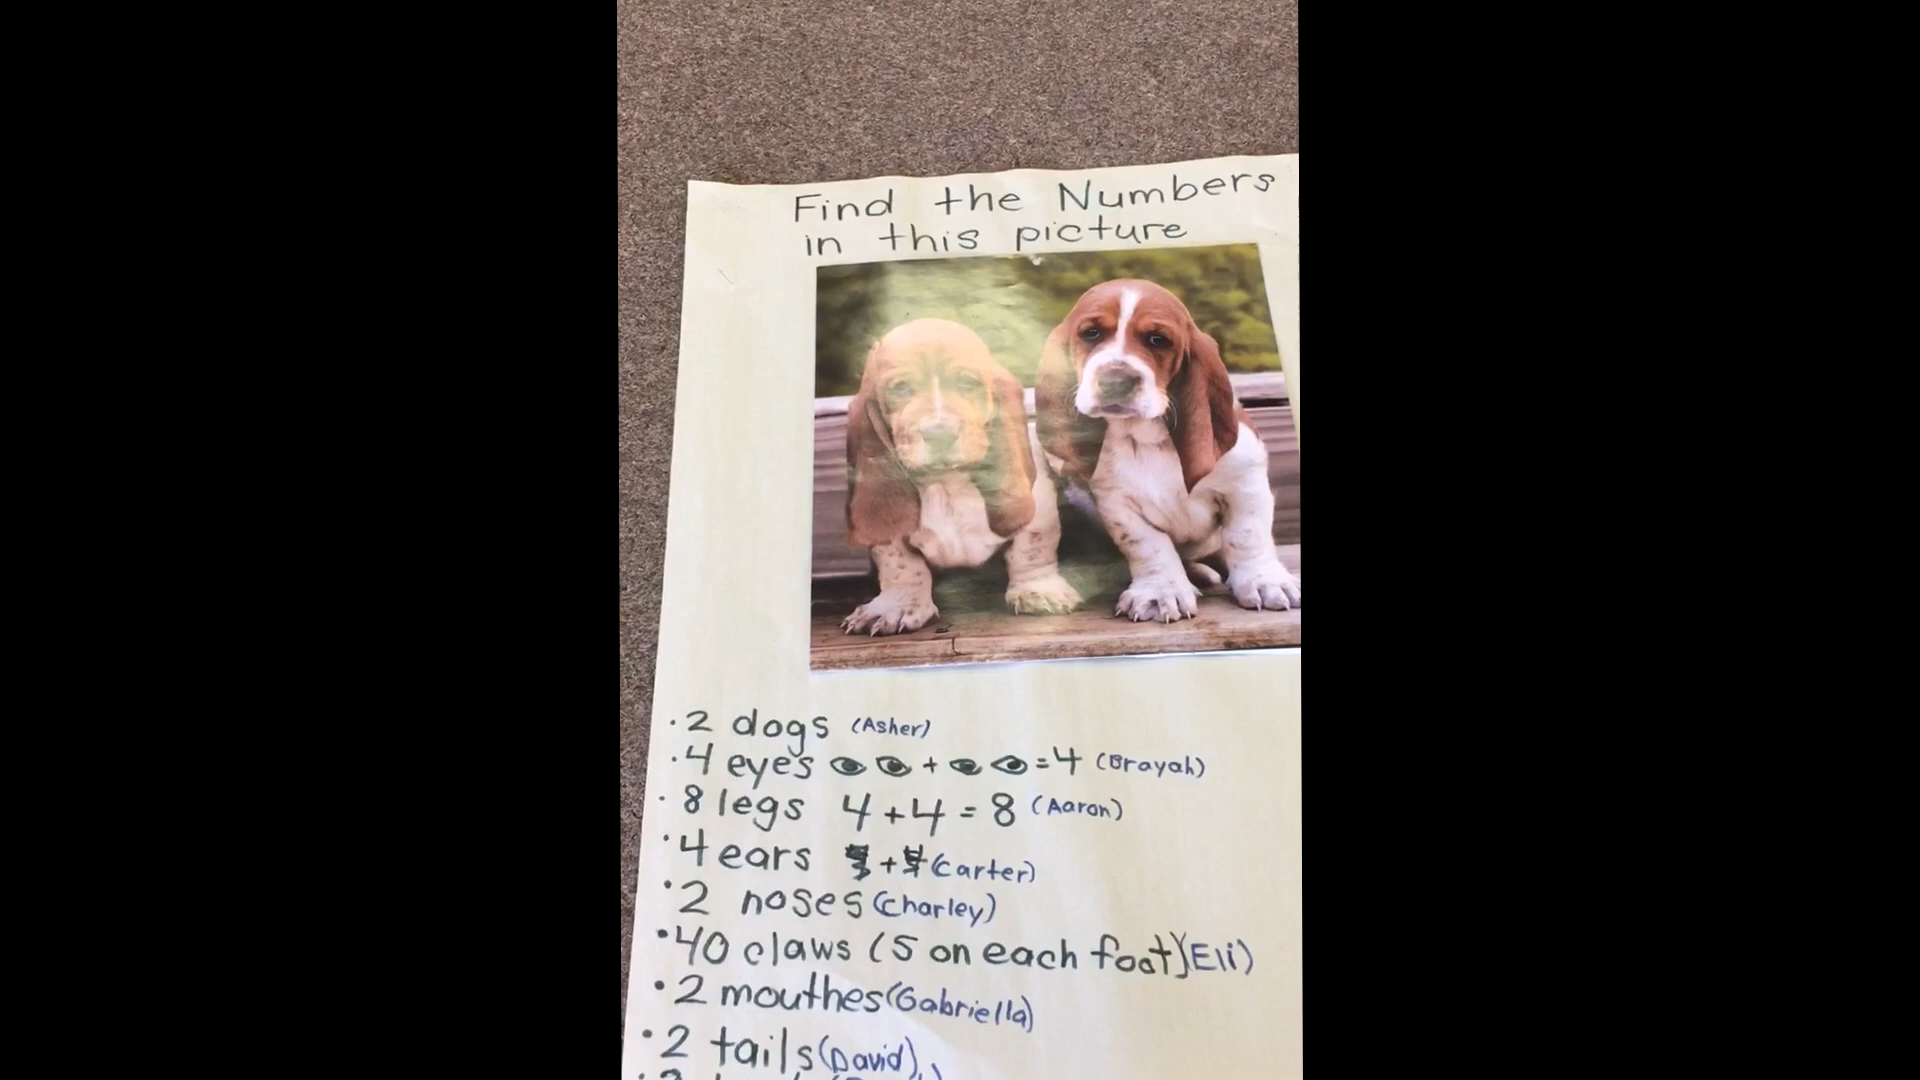 Find the Numbers
in this picture
· 2 dogs (Asher)
· 4 eyes + = 4 (Brayah)
· 8 legs 4 + 4 = 8 (Aaron)
· 4 ears + (Carter)
· 2 noses (Charley)
· 40 claws (5 on each foot) (Eli)
· 2 mouthes (Gabriella)
· 2 tails (David)